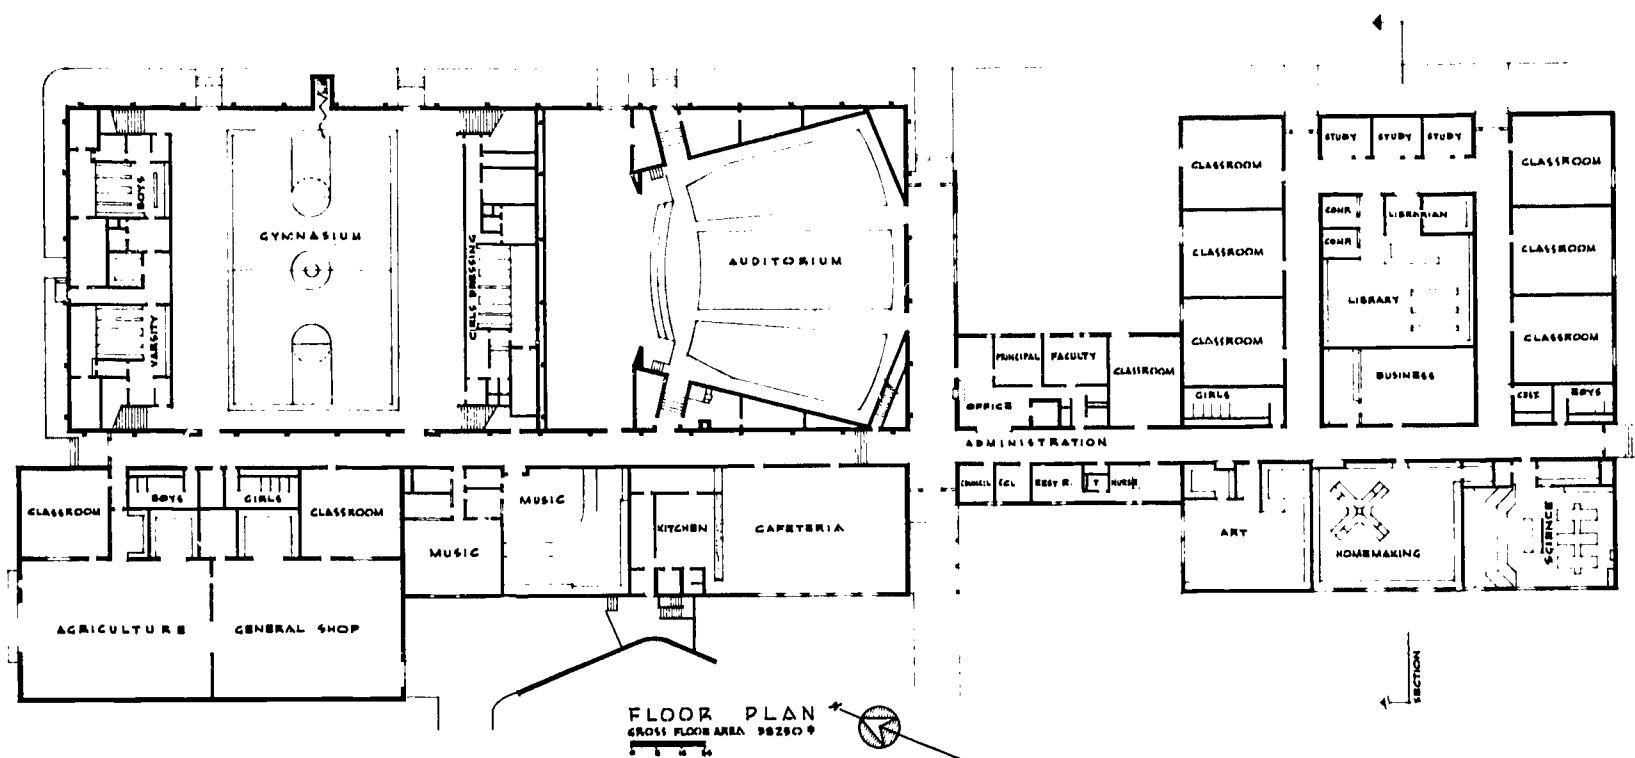 STUDY STUDY STUDY
CLASSROOM
CLASSROOM
BOYS
CONF.
LIBRARIAN
GYMNASIUM
CONF.
CLASSROOM
CLASSROOM
AUDITORIUM
GIRLS DRESSING
LIBRARY
VARSITY
CLASSROOM
CLASSROOM
PRINCIPAL
FACULTY
CLASSROOM
BUSINESS
GIRLS
CUST.
BOYS
OFFICE
ADMINISTRATION
COUNCIL
REST R.
T
NURSE
BOYS
GIRLS
MUSIC
CLASSROOM
CLASSROOM
KITCHEN
CAFETERIA
ART
SCIENCE
MUSIC
HOMEMAKING
AGRICULTURE
GENERAL SHOP
SECTION
FLOOR PLAN
N
GROSS FLOOR AREA